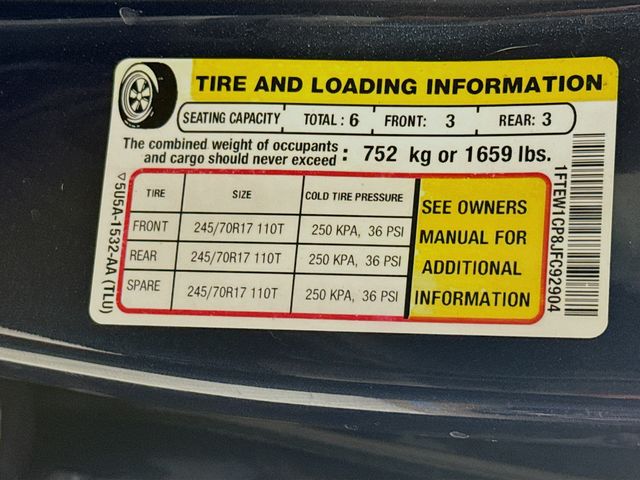 TIRE AND LOADING INFORMATION
SEATING CAPACITY TOTAL : 6 FRONT: 3 REAR: 3
The combined weight of occupants
and cargo should never exceed : 752 kg or 1659 lbs.
TIRE SIZE COLD TIRE PRESSURE
FRONT 245/70R17 110T 250 KPA, 36 PSI
REAR 245/70R17 110T 250 KPA, 36 PSI
SPARE 245/70R17 110T 250 KPA, 36 PSI
SEE OWNERS
MANUAL FOR
ADDITIONAL
INFORMATION
▽5U5A-1532-AA (TLU)
1FTEW1CP8JFC92904